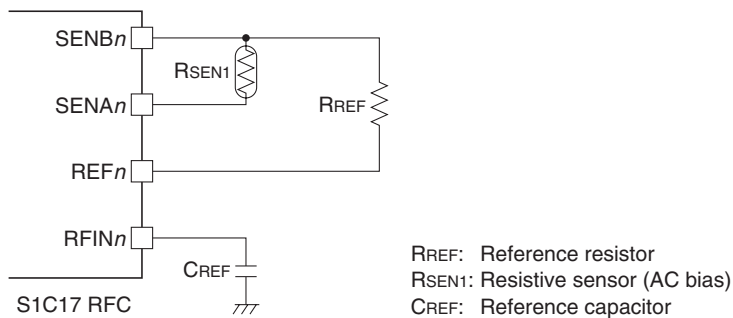 SENBn
RSEN1
SENAn
RREF
REFn
RFINn
CREF
S1C17 RFC
RREF: Reference resistor
RSEN1: Resistive sensor (AC bias)
CREF: Reference capacitor